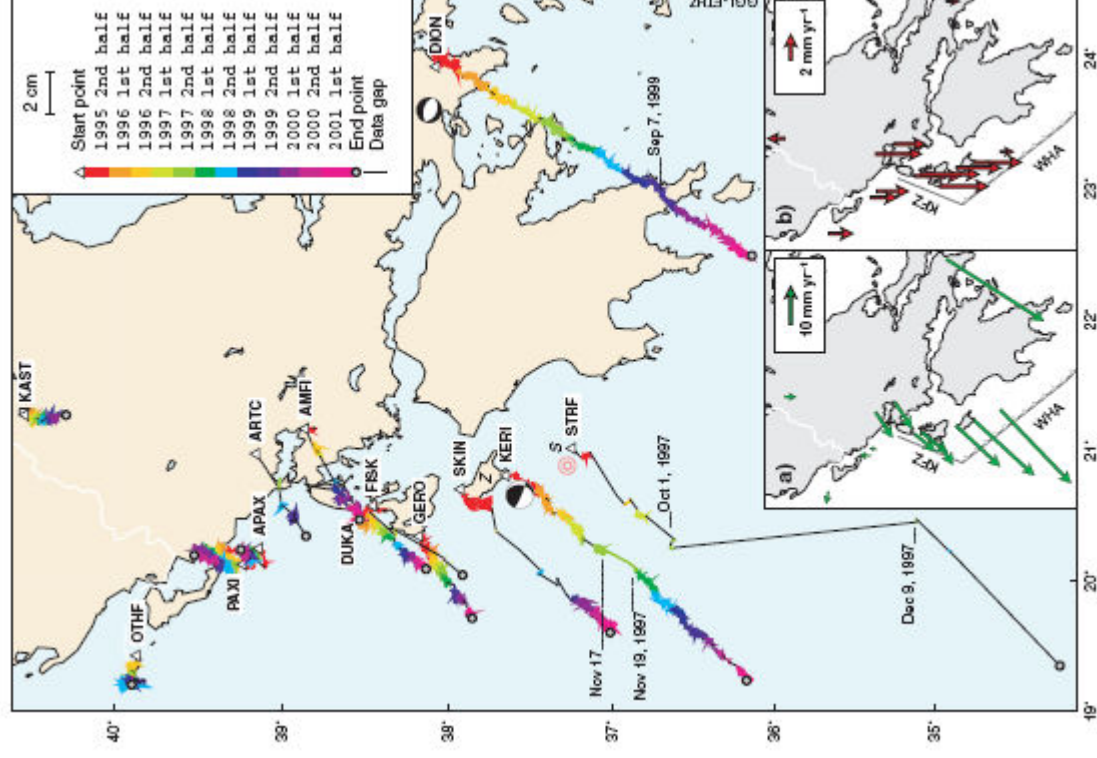 2 cm
Start point
1995 2nd half
1996 1st half
1996 2nd half
1997 1st half
1997 2nd half
1998 1st half
1998 2nd half
1999 1st half
1999 2nd half
2000 1st half
2000 2nd half
2001 1st half
End point
Data gap
KAST
DION
OTHF
PAXI
APAX
ARTC
AMFI
DUKA
FISK
GERO
SKIN
Z
KERI
S
STRF
Sep 7, 1999
Oct 1, 1997
Nov 17
Nov 19, 1997
Dec 9, 1997
a)
10 mm yr⁻¹
KFZ
WHA
b)
2 mm yr⁻¹
KFZ
WHA
40°
39°
38°
37°
36°
35°
19°
20°
21°
22°
23°
24°